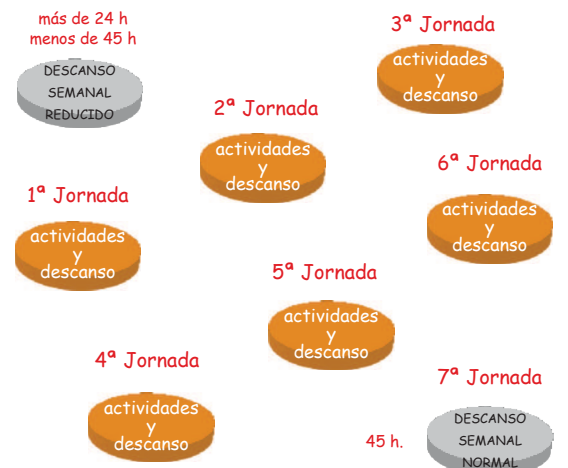 más de 24 h
menos de 45 h
DESCANSO
SEMANAL
REDUCIDO
3ª Jornada
actividades
y
descanso
2ª Jornada
actividades
y
descanso
6ª Jornada
actividades
y
descanso
1ª Jornada
actividades
y
descanso
5ª Jornada
actividades
y
descanso
4ª Jornada
actividades
y
descanso
7ª Jornada
45 h.
DESCANSO
SEMANAL
NORMAL